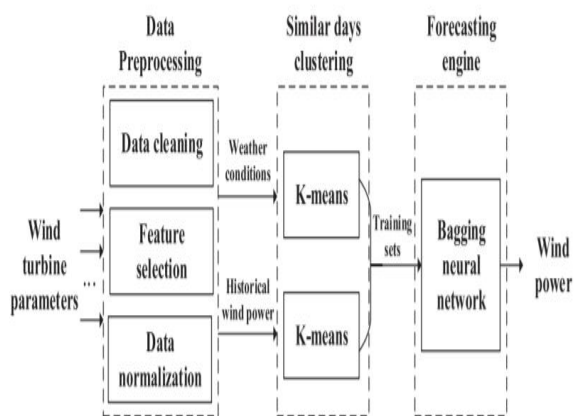 Data
Preprocessing
Similar days
clustering
Forecasting
engine
Data cleaning
Weather
conditions
K-means
Wind
turbine
parameters
...
Feature
selection
Training
sets
Bagging
neural
network
Wind
power
Historical
wind power
K-means
Data
normalization